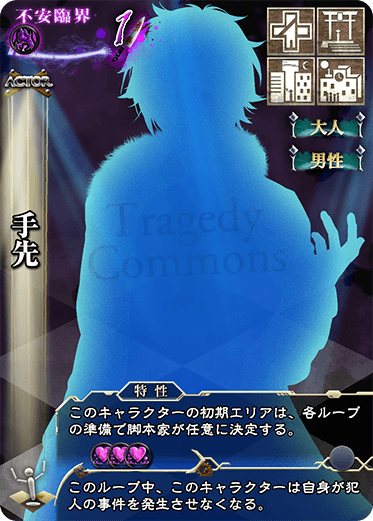 不安臨界
1
ACTOR
大人
男性
手先
Tragedy
Commons
特性
このキャラクターの初期エリアは、各ループ
の準備で脚本家が任意に決定する。
このループ中、このキャラクターは自身が犯
人の事件を発生させなくなる。